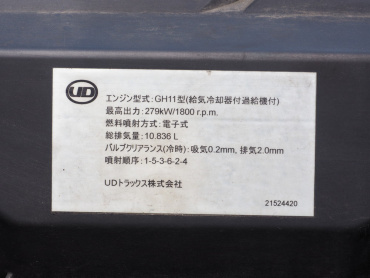 UD
エンジン型式:GH11型(給気冷却器付過給機付)
最高出力:279kW/1800 r.p.m.
燃料噴射方式:電子式
総排気量:10.836 L
バルブクリアランス(冷時):吸気0.2mm, 排気2.0mm
噴射順序:1-5-3-6-2-4
UDトラックス株式会社
21524420